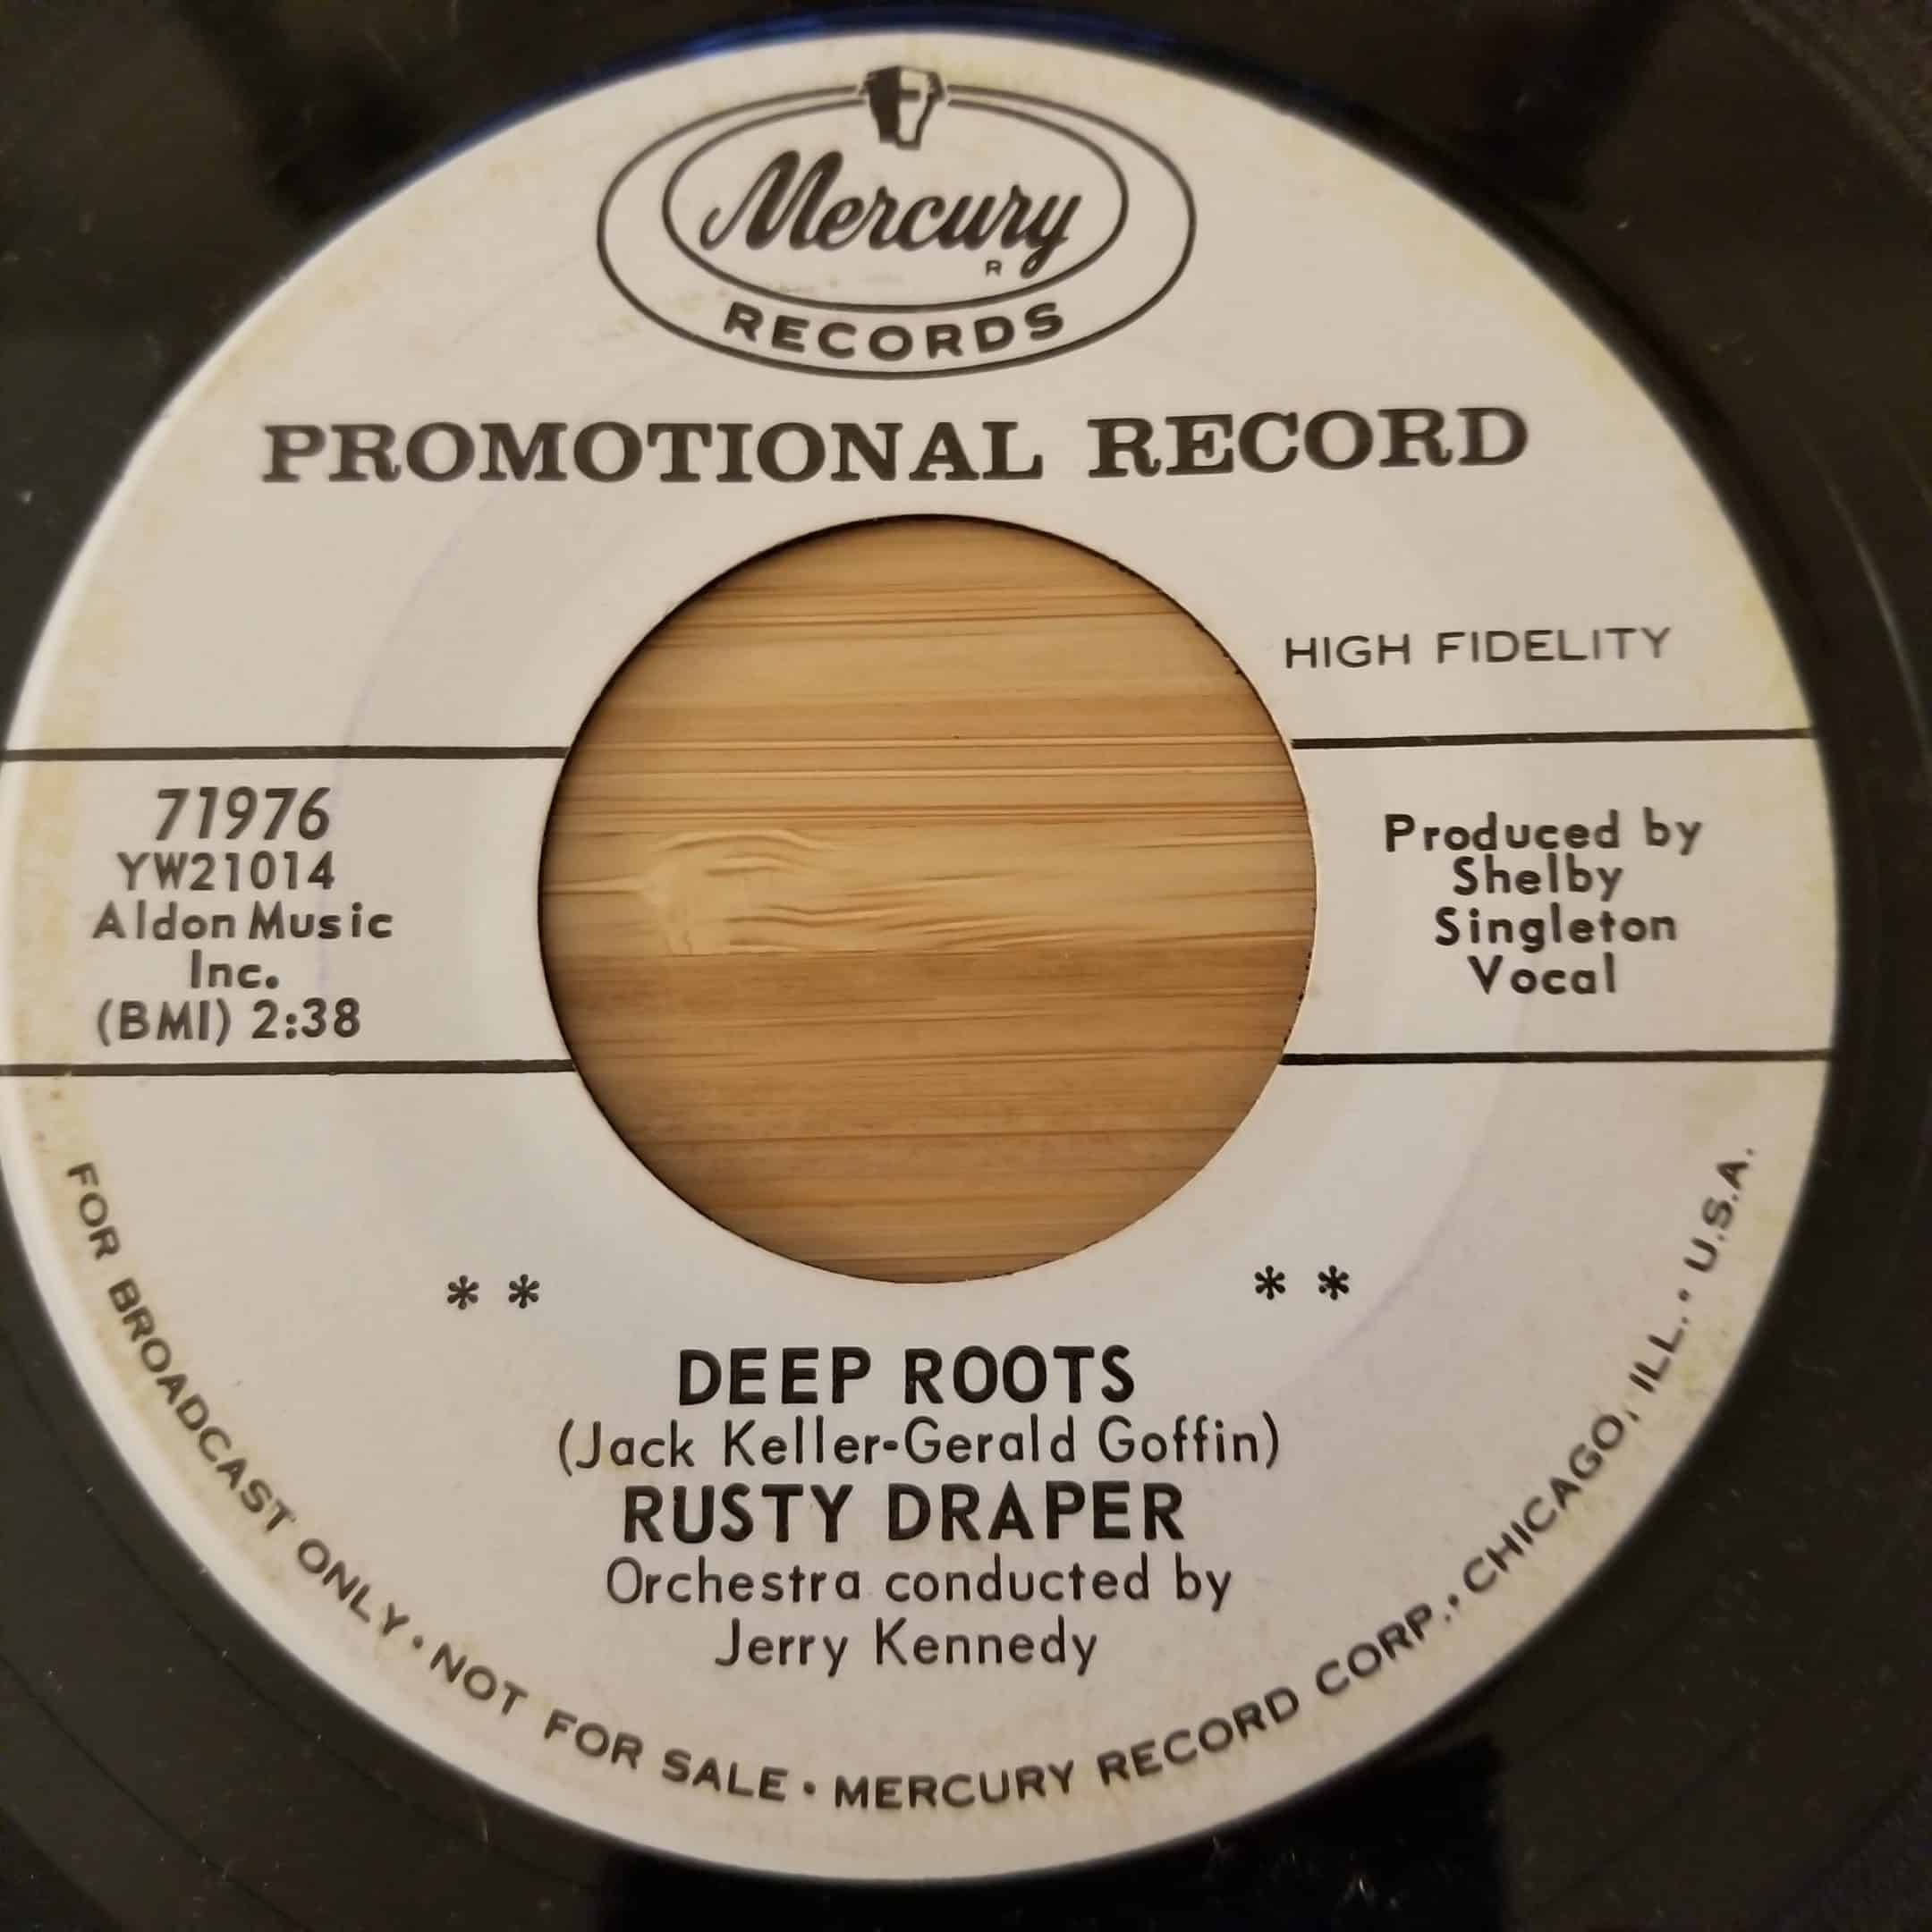 Mercury
R
RECORDS
PROMOTIONAL RECORD
HIGH FIDELITY
71976
YW21014
Aldon Music
Inc.
(BMI) 2:38
Produced by
Shelby
Singleton
Vocal
* * * *
DEEP ROOTS
(Jack Keller-Gerald Goffin)
RUSTY DRAPER
Orchestra conducted by
Jerry Kennedy
FOR BROADCAST ONLY • NOT FOR SALE • MERCURY RECORD CORP. • CHICAGO, ILL. • U.S.A.